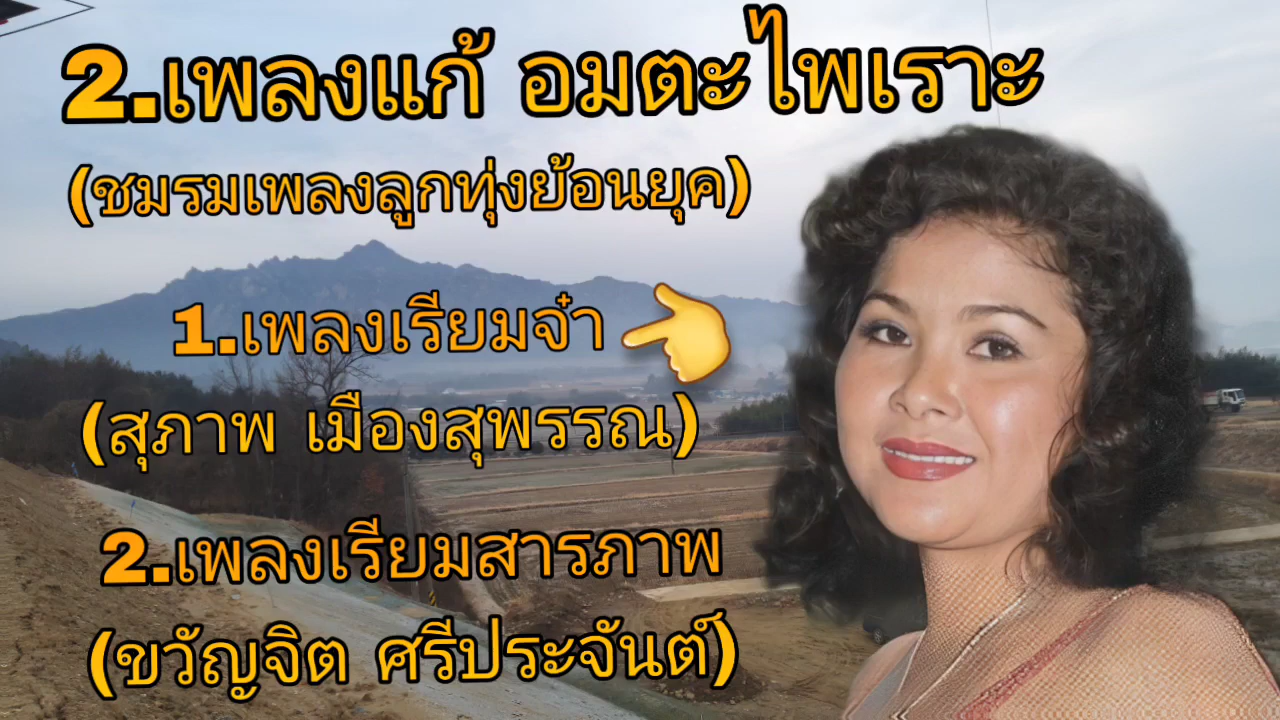 2.เพลงแก้ อมตะไพเราะ
(ชมรมเพลงลูกทุ่งย้อนยุค)
1.เพลงเรียมจ๋า
(สุภาพ เมืองสุพรรณ)
2.เพลงเรียมสารภาพ
(ขวัญจิต ศรีประจันต์)